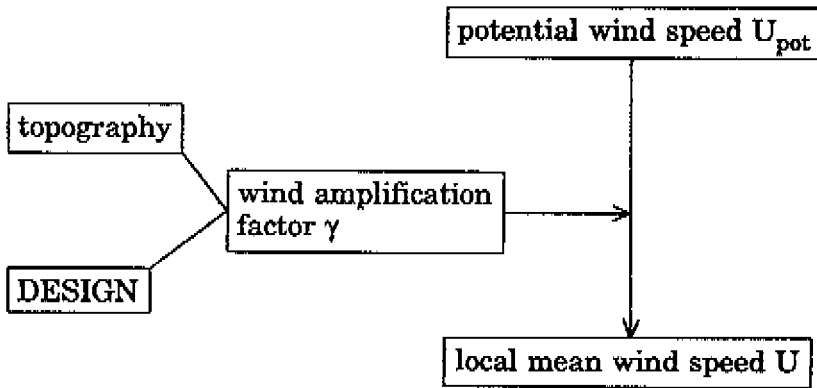 potential wind speed U_pot
topography
wind amplification
factor γ
DESIGN
local mean wind speed U